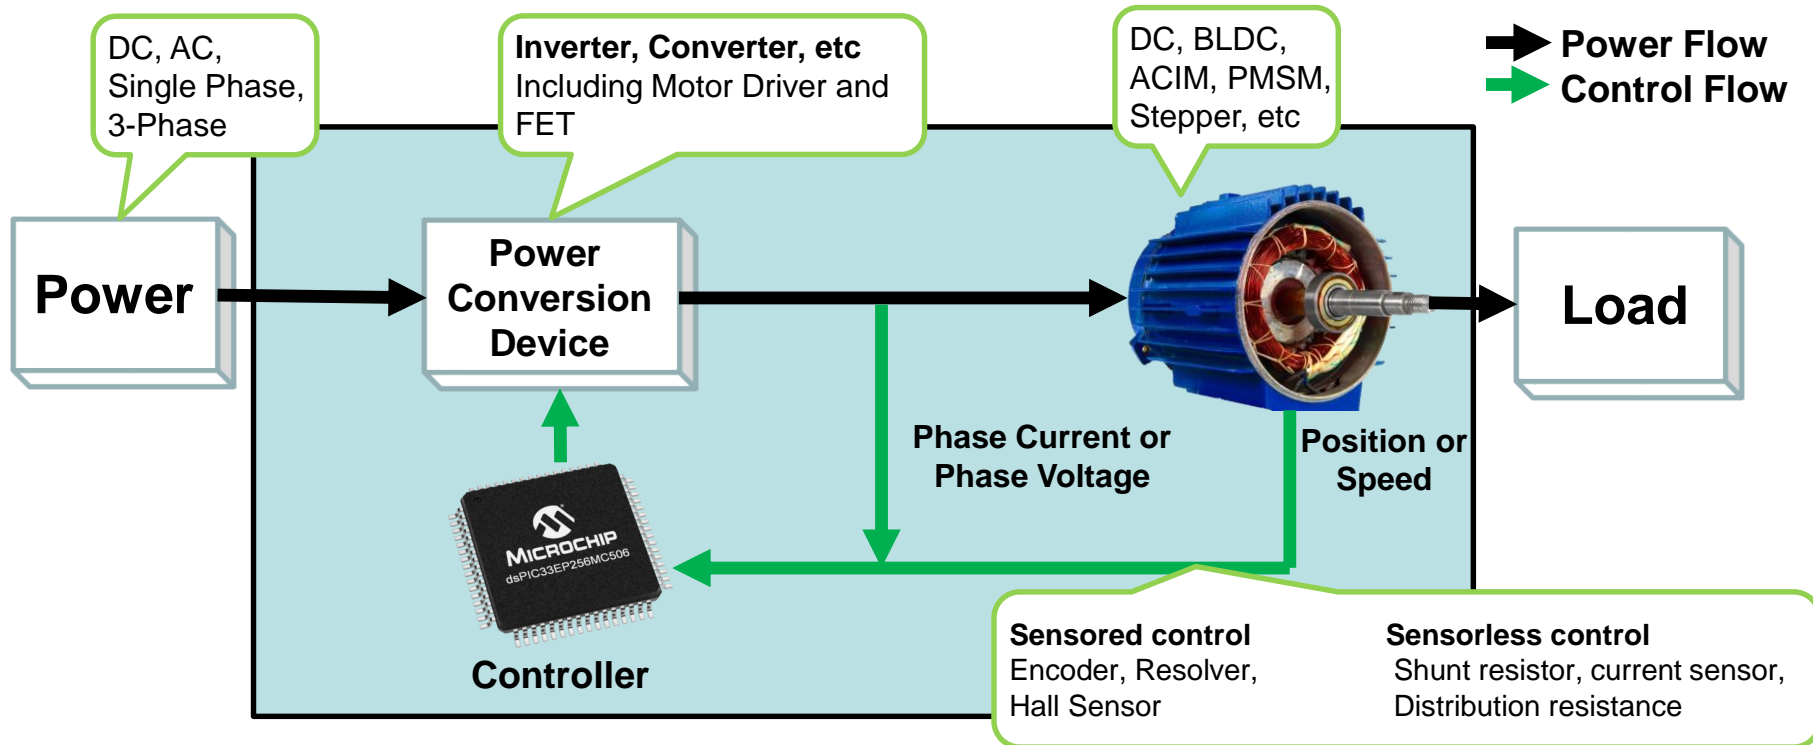 DC, AC,
Single Phase,
3-Phase
Inverter, Converter, etc
Including Motor Driver and
FET
DC, BLDC,
ACIM, PMSM,
Stepper, etc
Power Flow
Control Flow
Power
Power
Conversion
Device
Load
Phase Current or
Phase Voltage
Position or
Speed
MICROCHIP
dsPIC33EP256MC506
Controller
Sensored control
Encoder, Resolver,
Hall Sensor
Sensorless control
Shunt resistor, current sensor,
Distribution resistance